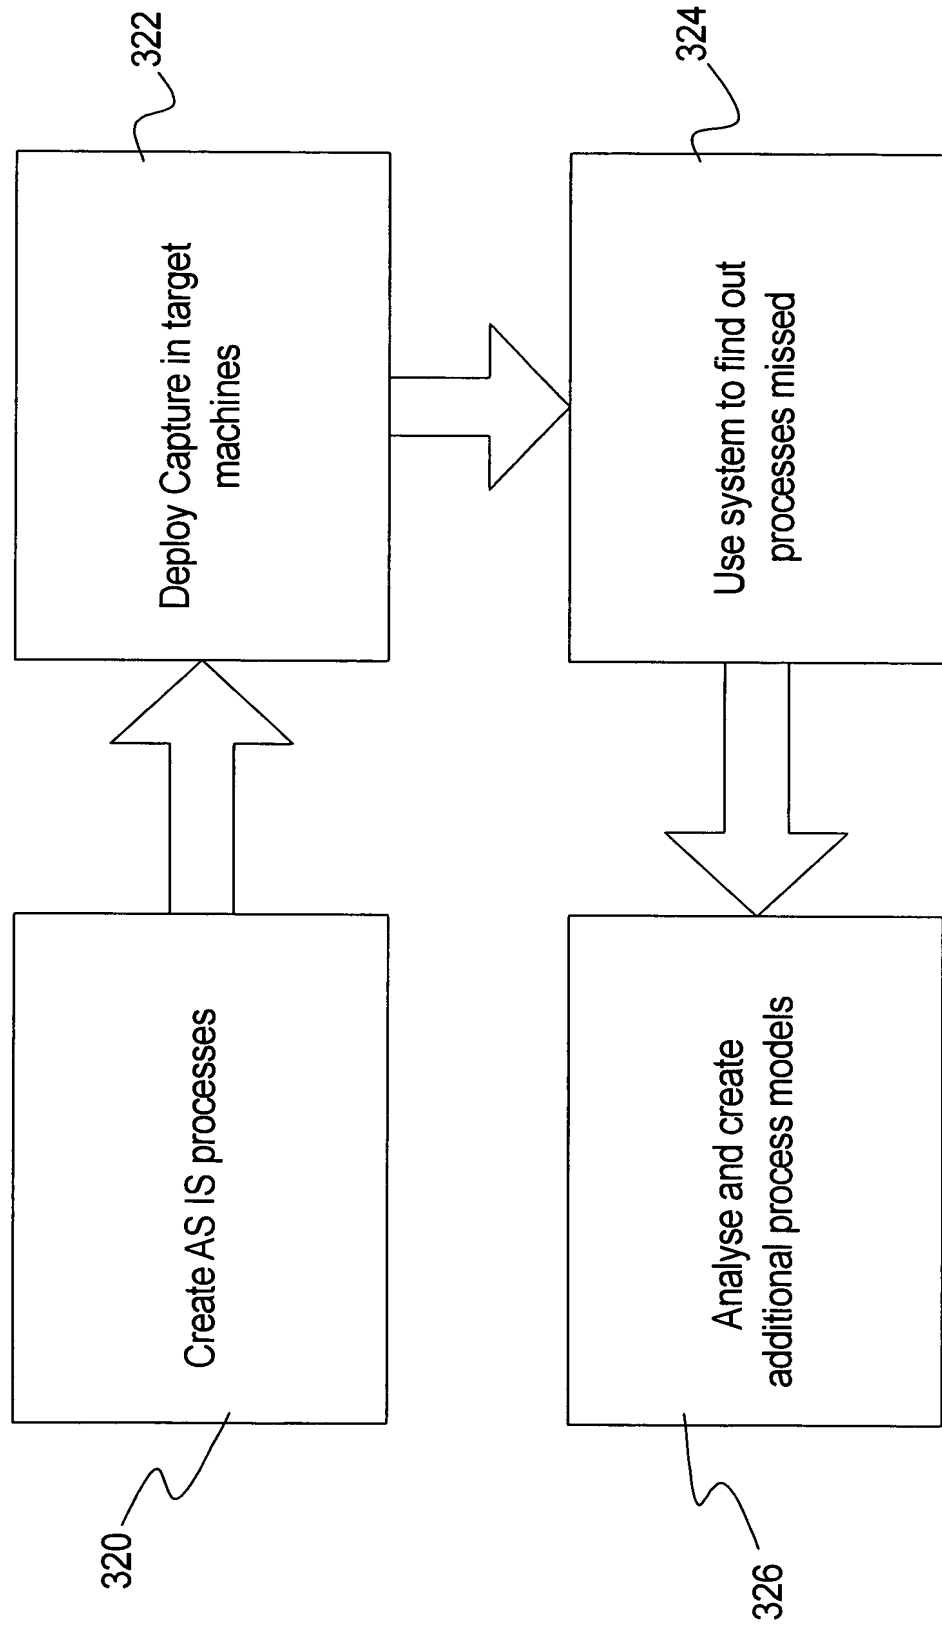 320
Create AS IS processes
322
Deploy Capture in target
machines
324
Use system to find out
processes missed
326
Analyse and create
additional process models